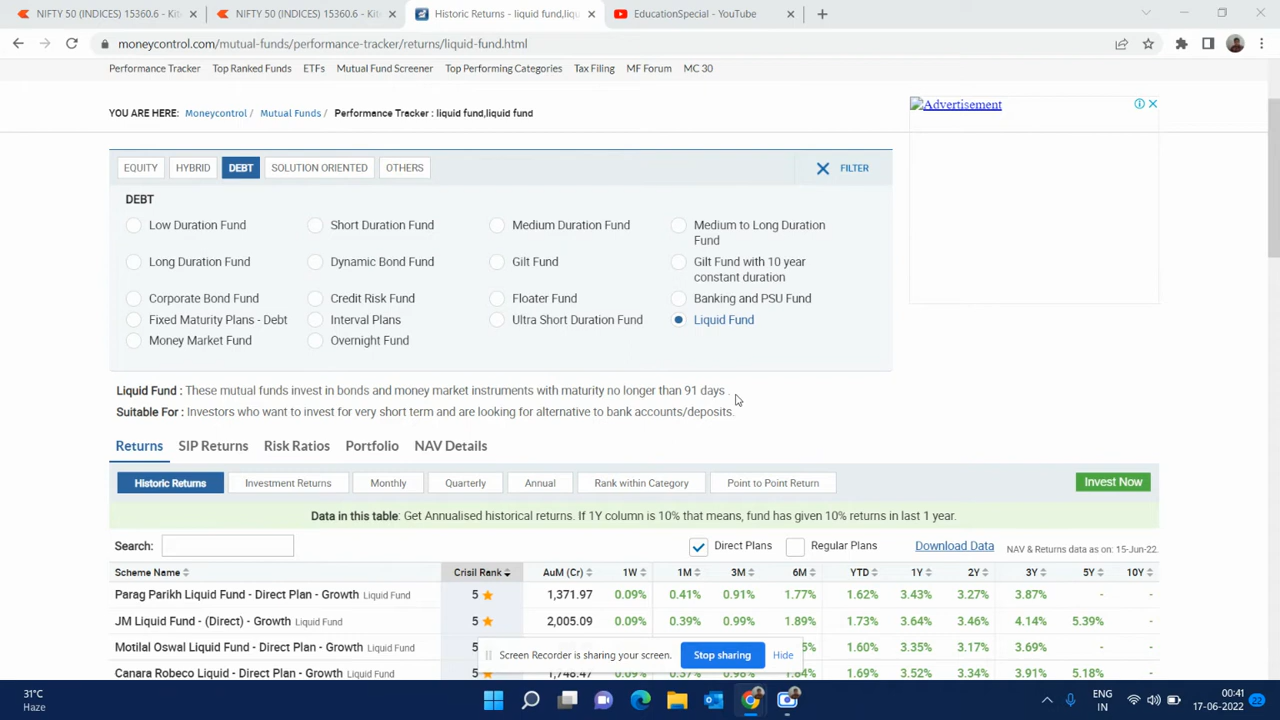 NIFTY 50 (INDICES) 15360.6 - Kit
NIFTY 50 (INDICES) 15360.6 - Kit
Historic Returns - liquid fund,liqu
EducationSpecial - YouTube
moneycontrol.com/mutual-funds/performance-tracker/returns/liquid-fund.html
Performance Tracker Top Ranked Funds ETFs Mutual Fund Screener Top Performing Categories Tax Filing MF Forum MC 30
YOU ARE HERE: Moneycontrol / Mutual Funds / Performance Tracker : liquid fund,liquid fund
Advertisement
EQUITY HYBRID DEBT SOLUTION ORIENTED OTHERS FILTER
DEBT
Low Duration Fund Short Duration Fund Medium Duration Fund Medium to Long Duration
Fund
Long Duration Fund Dynamic Bond Fund Gilt Fund Gilt Fund with 10 year
constant duration
Corporate Bond Fund Credit Risk Fund Floater Fund Banking and PSU Fund
Fixed Maturity Plans - Debt Interval Plans Ultra Short Duration Fund Liquid Fund
Money Market Fund Overnight Fund
Liquid Fund : These mutual funds invest in bonds and money market instruments with maturity no longer than 91 days .
Suitable For : Investors who want to invest for very short term and are looking for alternative to bank accounts/deposits.
Returns SIP Returns Risk Ratios Portfolio NAV Details
Historic Returns Investment Returns Monthly Quarterly Annual Rank within Category Point to Point Return Invest Now
Data in this table: Get Annualised historical returns. If 1Y column is 10% that means, fund has given 10% returns in last 1 year.
Search: Direct Plans Regular Plans Download Data NAV & Returns data as on: 15-Jun-22.
Scheme Name Crisil Rank AuM (Cr) 1W 1M 3M 6M YTD 1Y 2Y 3Y 5Y 10Y
Parag Parikh Liquid Fund - Direct Plan - Growth Liquid Fund 5 1,371.97 0.09% 0.41% 0.91% 1.77% 1.62% 3.43% 3.27% 3.87% - -
JM Liquid Fund - (Direct) - Growth Liquid Fund 5 2,005.09 0.09% 0.39% 0.99% 1.89% 1.73% 3.64% 3.46% 4.14% 5.39% -
Motilal Oswal Liquid Fund - Direct Plan - Growth Liquid Fund 5 1.60% 3.35% 3.17% 3.69% - -
Screen Recorder is sharing your screen. Stop sharing Hide
Canara Robeco Liquid - Direct Plan - Growth Liquid Fund 1.69% 3.52% 3.34% 3.91% 5.18% -
31°C
Haze
ENG
IN
00:41
17-06-2022
22